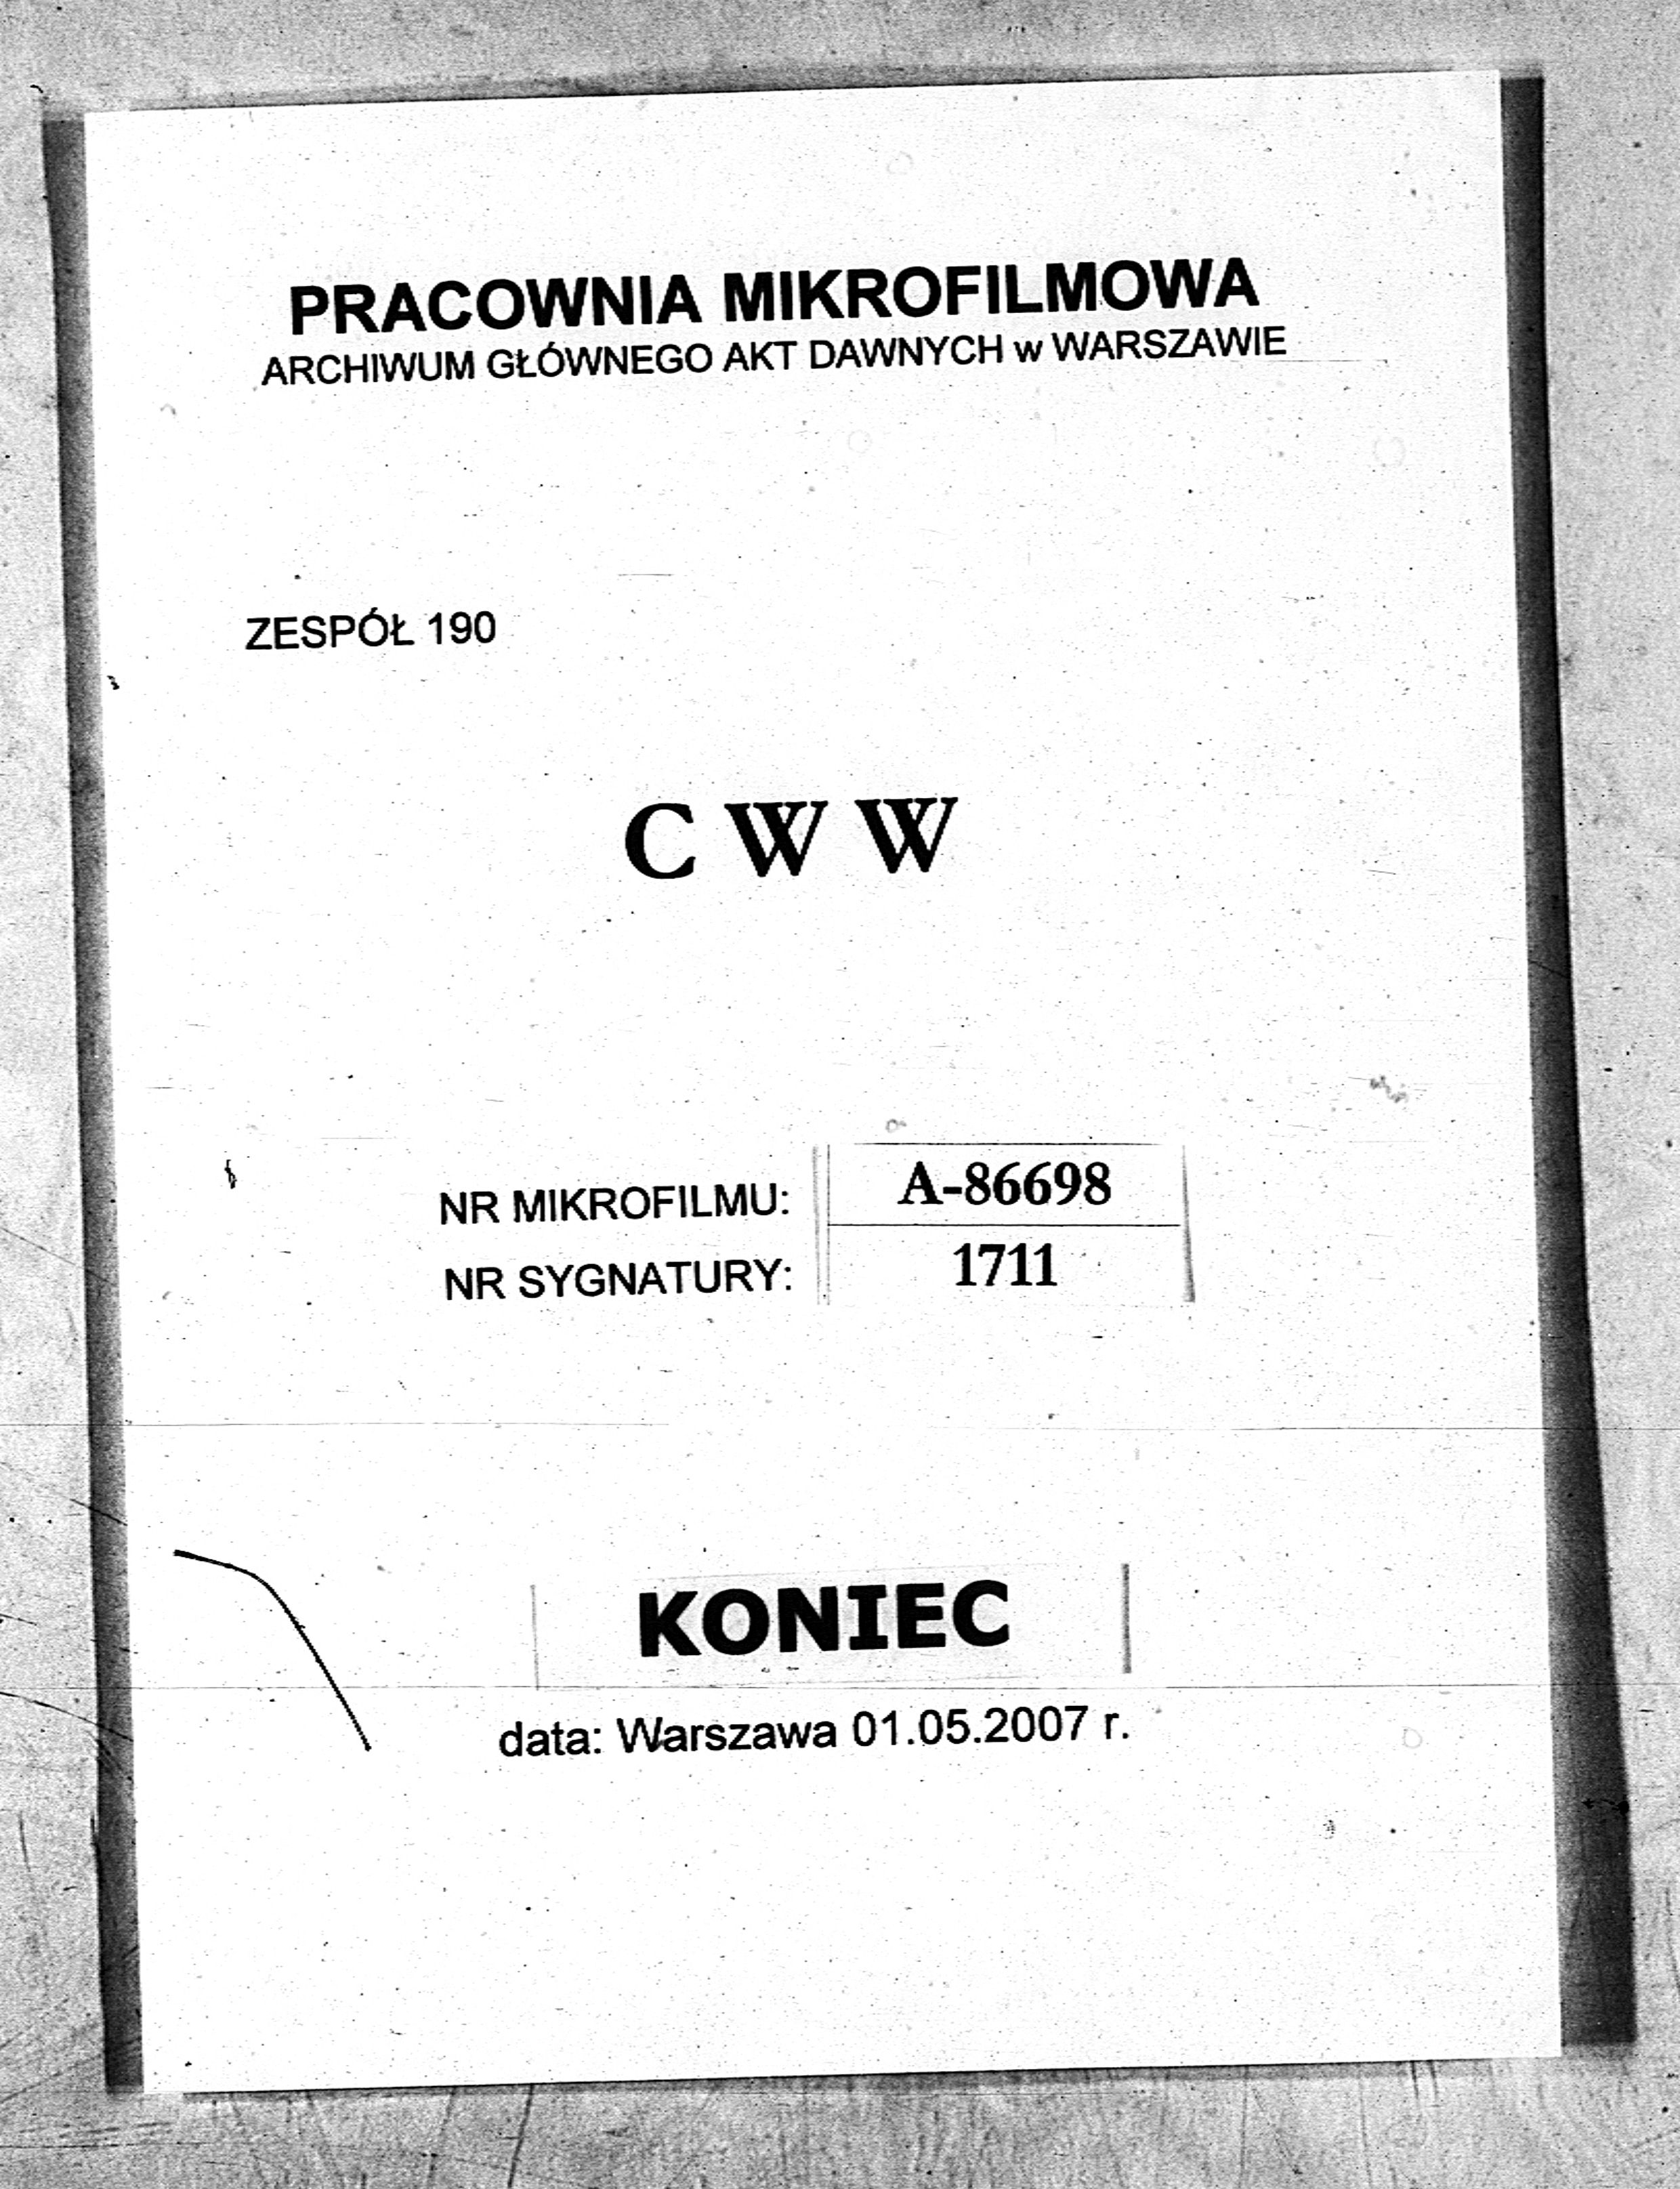 PRACOWNIA MIKROFILMOWA
ARCHIWUM GŁÓWNEGO AKT DAWNYCH w WARSZAWIE
ZESPÓŁ 190
C W W
NR MIKROFILMU: A-86698
NR SYGNATURY: 1711
KONIEC
data: Warszawa 01.05.2007 r.